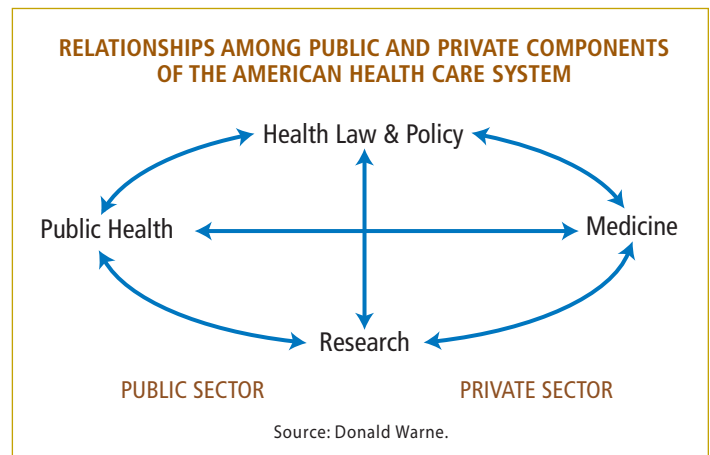 RELATIONSHIPS AMONG PUBLIC AND PRIVATE COMPONENTS
OF THE AMERICAN HEALTH CARE SYSTEM
Health Law & Policy
Public Health
Medicine
Research
PUBLIC SECTOR
PRIVATE SECTOR
Source: Donald Warne.